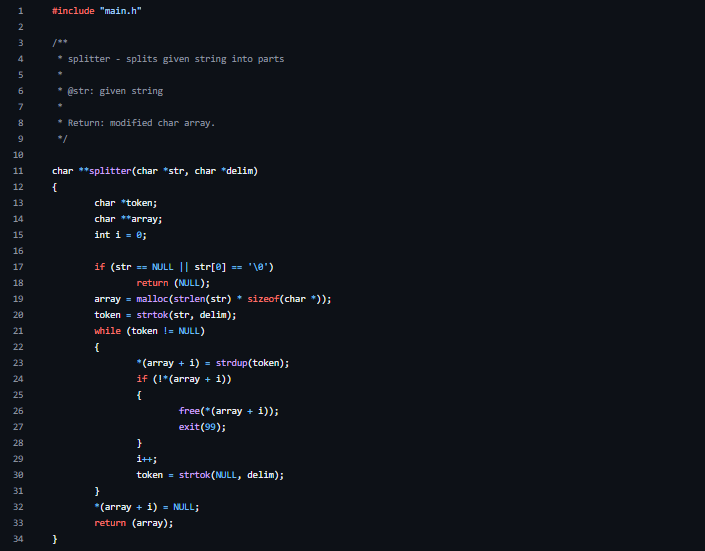 1 #include "main.h"
2
3 /**
4  * splitter - splits given string into parts
5  *
6  * @str: given string
7  *
8  * Return: modified char array.
9  */
10
11 char **splitter(char *str, char *delim)
12 {
13         char *token;
14         char **array;
15         int i = 0;
16
17         if (str == NULL || str[0] == '\0')
18                 return (NULL);
19         array = malloc(strlen(str) * sizeof(char *));
20         token = strtok(str, delim);
21         while (token != NULL)
22         {
23                 *(array + i) = strdup(token);
24                 if (!*(array + i))
25                 {
26                         free(*(array + i));
27                         exit(99);
28                 }
29                 i++;
30                 token = strtok(NULL, delim);
31         }
32         *(array + i) = NULL;
33         return (array);
34 }